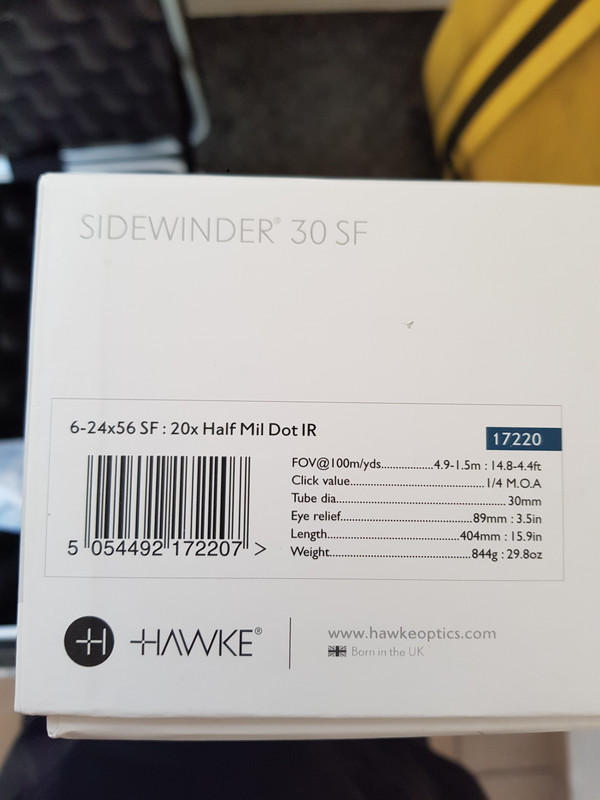 SIDEWINDER® 30 SF
6-24x56 SF : 20x Half Mil Dot IR
17220
FOV@100m/yds..................4.9-1.5m : 14.8-4.4ft
Click value..............................................1/4 M.O.A
Tube dia.........................................................30mm
Eye relief............................................89mm : 3.5in
Length.............................................404mm : 15.9in
Weight................................................844g : 29.8oz
5 054492 172207 >
H HAWKE®
www.hawkeoptics.com
Born in the UK